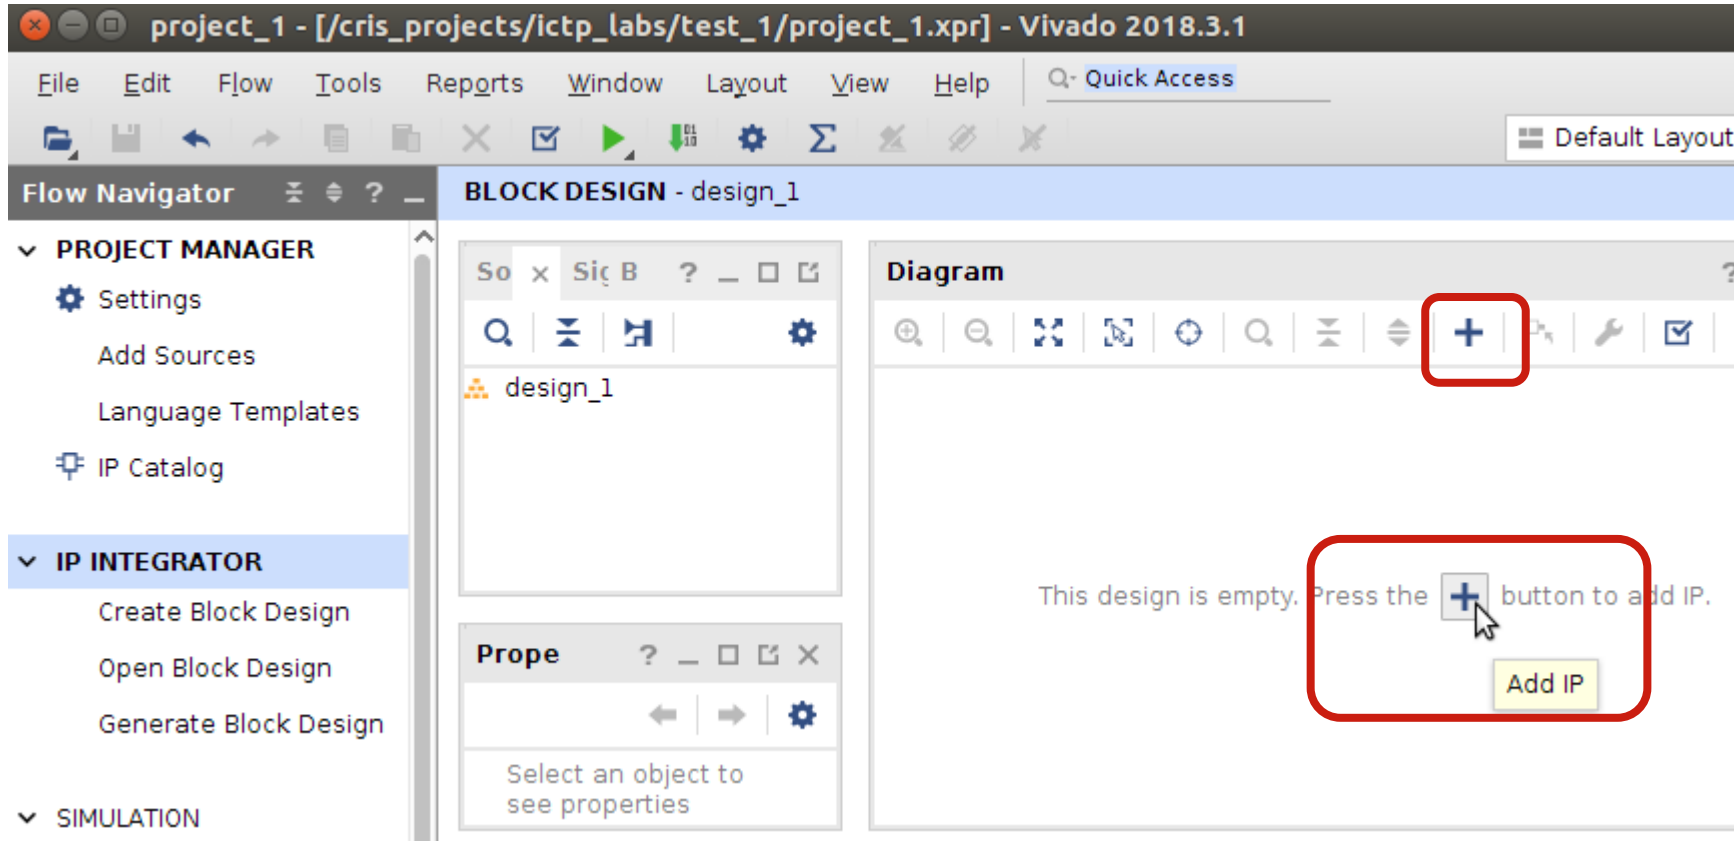 project_1 - [/cris_projects/ictp_labs/test_1/project_1.xpr] - Vivado 2018.3.1
File Edit Flow Tools Reports Window Layout View Help Quick Access
Default Layout
Flow Navigator ?
BLOCK DESIGN - design_1
PROJECT MANAGER
Settings
Add Sources
Language Templates
IP Catalog
IP INTEGRATOR
Create Block Design
Open Block Design
Generate Block Design
SIMULATION
So Sig B ?
design_1
Prope ?
Select an object to
see properties
Diagram ?
This design is empty. Press the + button to add IP.
Add IP